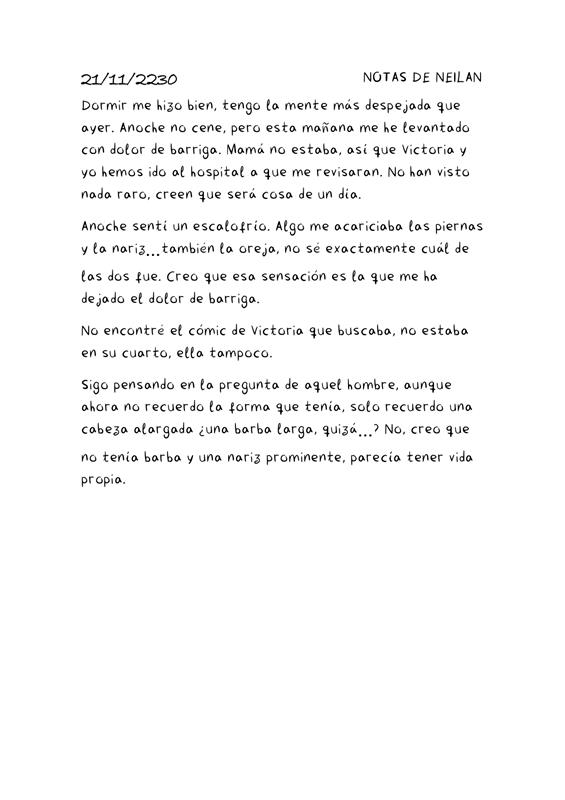 21/11/2230 NOTAS DE NEILAN
Dormir me hizo bien, tengo la mente más despejada que
ayer. Anoche no cene, pero esta mañana me he levantado
con dolor de barriga. Mamá no estaba, así que Victoria y
yo hemos ido al hospital a que me revisaran. No han visto
nada raro, creen que será cosa de un día.
Anoche sentí un escalofrío. Algo me acariciaba las piernas
y la nariz...también la oreja, no sé exactamente cuál de
las dos fue. Creo que esa sensación es la que me ha
dejado el dolor de barriga.
No encontré el cómic de Victoria que buscaba, no estaba
en su cuarto, ella tampoco.
Sigo pensando en la pregunta de aquel hombre, aunque
ahora no recuerdo la forma que tenía, solo recuerdo una
cabeza alargada ¿una barba larga, quizá...? No, creo que
no tenía barba y una nariz prominente, parecía tener vida
propia.